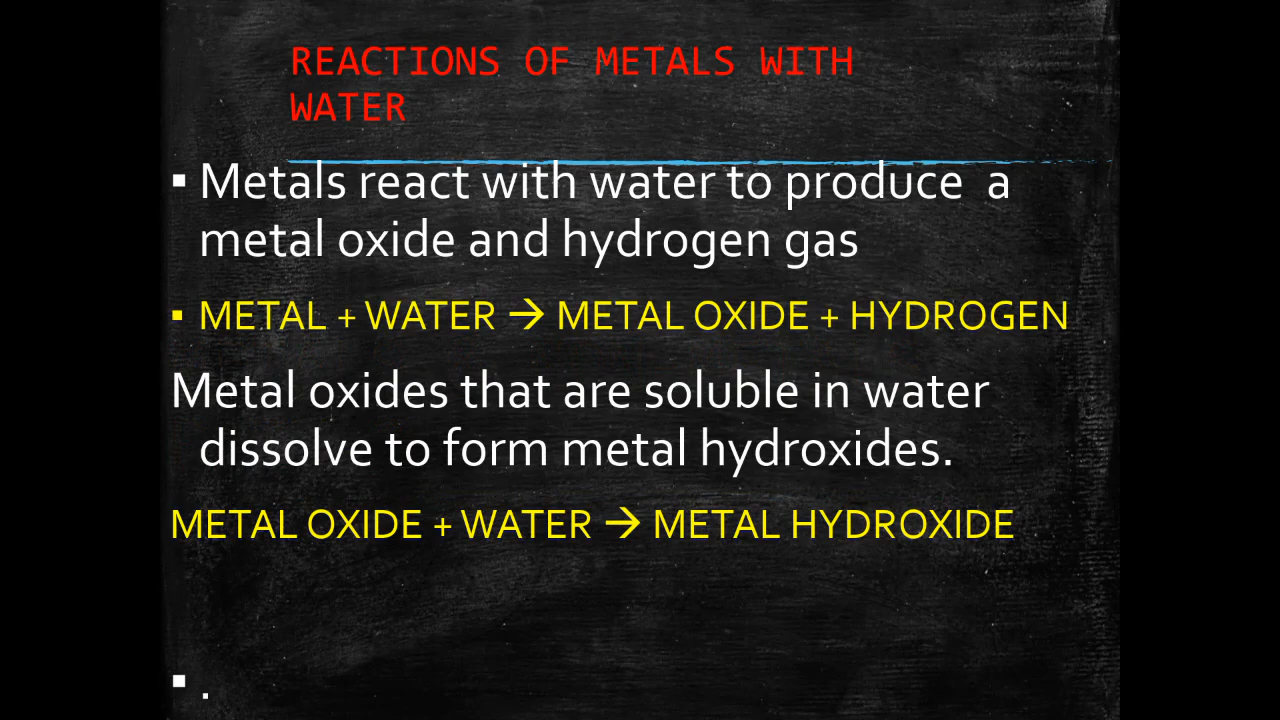 REACTIONS OF METALS WITH
WATER
▪ Metals react with water to produce a
metal oxide and hydrogen gas
▪ METAL + WATER → METAL OXIDE + HYDROGEN
Metal oxides that are soluble in water
dissolve to form metal hydroxides.
METAL OXIDE + WATER → METAL HYDROXIDE
▪ .